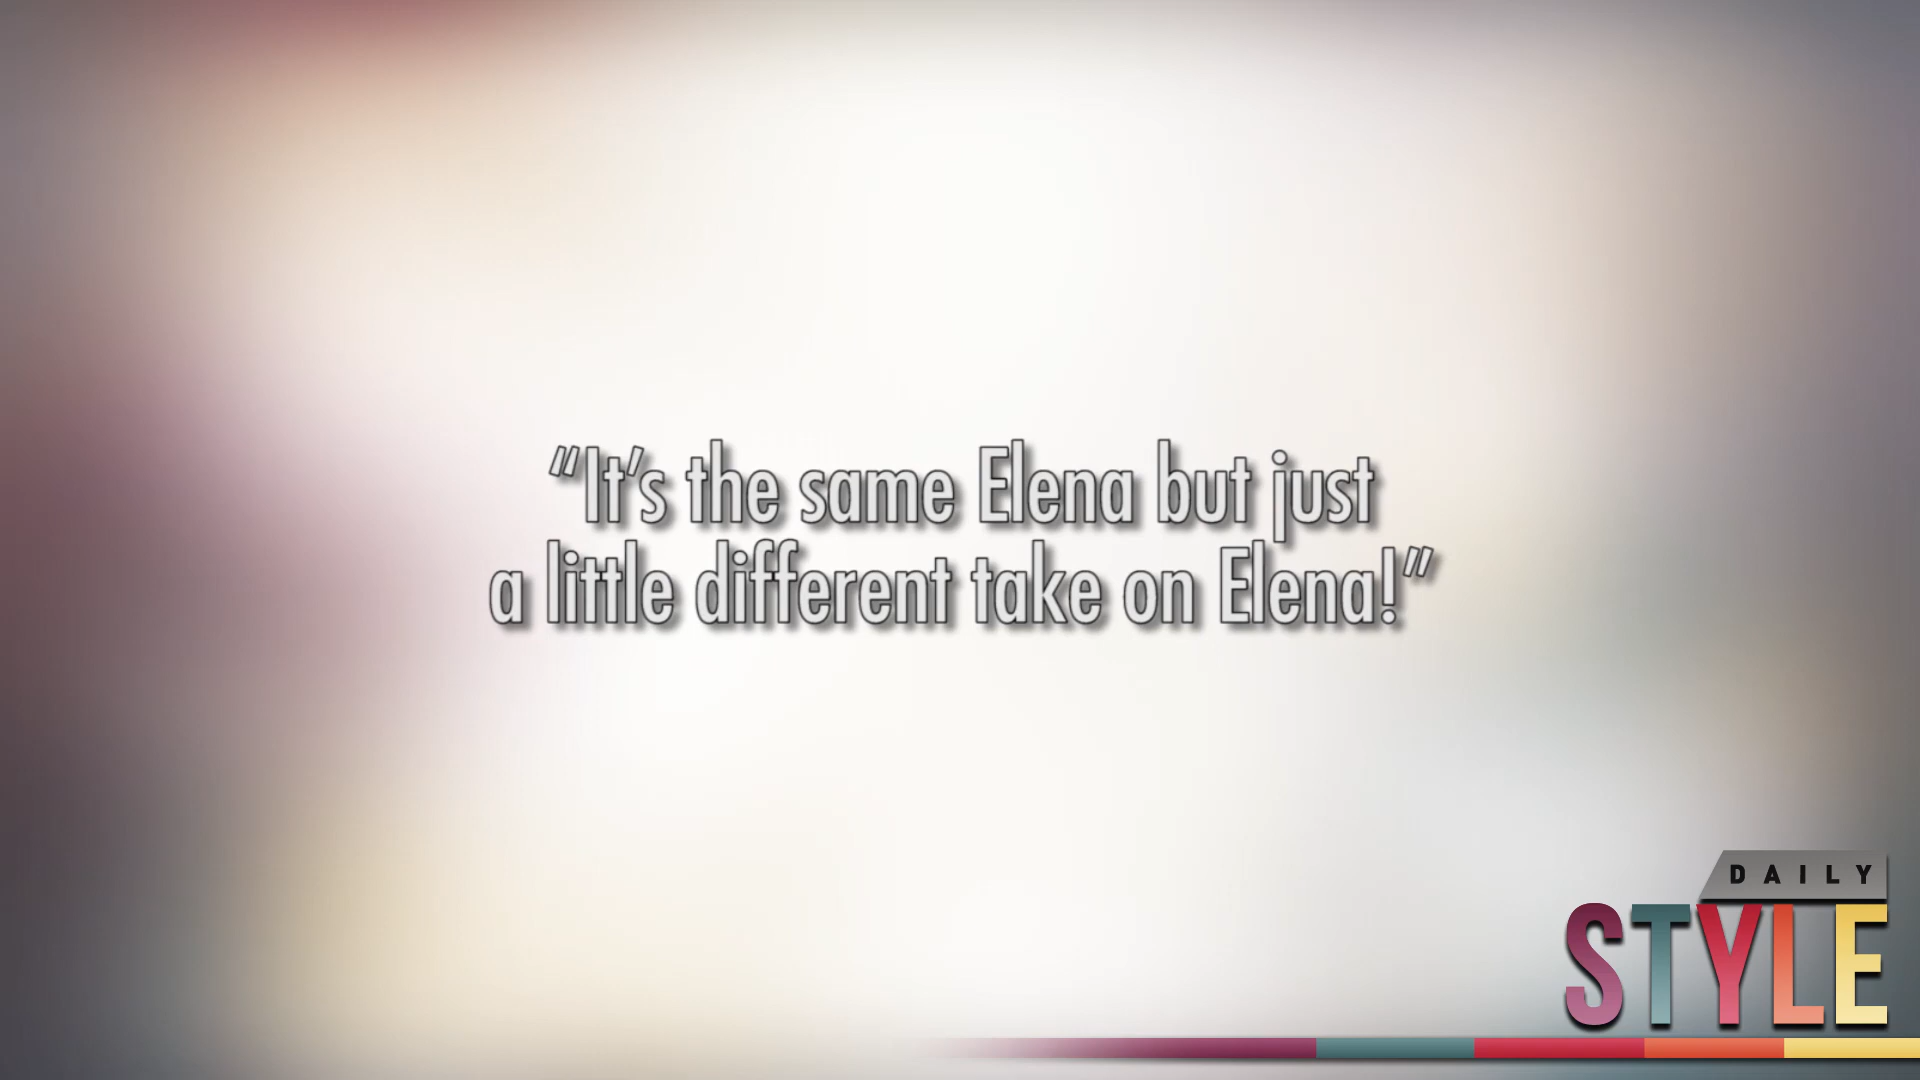 “It’s the same Elena but just
a little different take on Elena!”
DAILY
STYLE